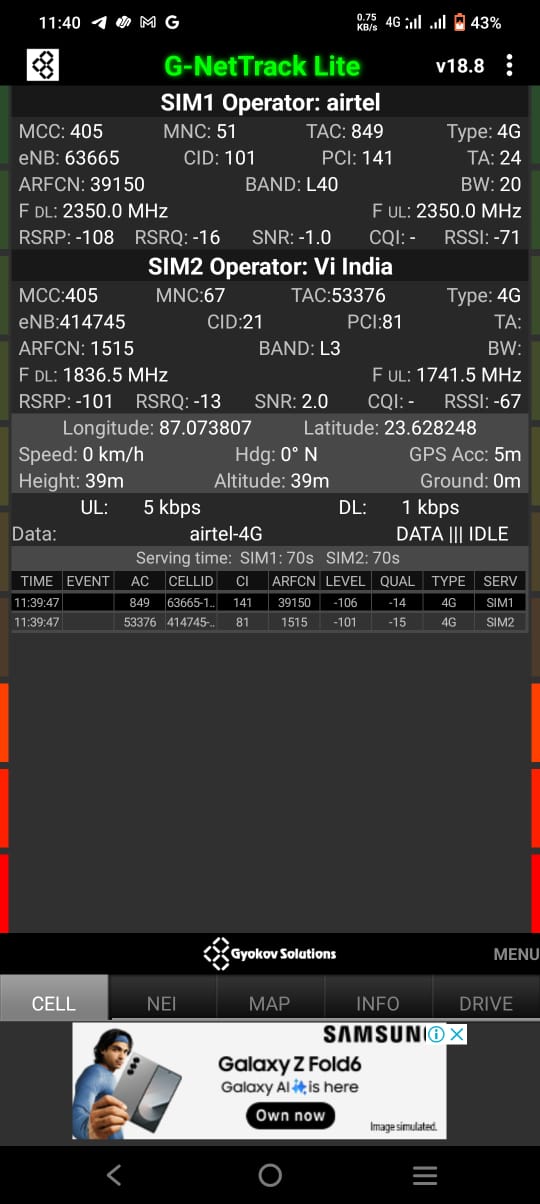 11:40 0.75 KB/s 4G 43%
G-NetTrack Lite v18.8
SIM1 Operator: airtel
MCC: 405 MNC: 51 TAC: 849 Type: 4G
eNB: 63665 CID: 101 PCI: 141 TA: 24
ARFCN: 39150 BAND: L40 BW: 20
F DL: 2350.0 MHz F UL: 2350.0 MHz
RSRP: -108 RSRQ: -16 SNR: -1.0 CQI: - RSSI: -71
SIM2 Operator: Vi India
MCC:405 MNC:67 TAC:53376 Type: 4G
eNB:414745 CID:21 PCI:81 TA:
ARFCN: 1515 BAND: L3 BW:
F DL: 1836.5 MHz F UL: 1741.5 MHz
RSRP: -101 RSRQ: -13 SNR: 2.0 CQI: - RSSI: -67
Longitude: 87.073807 Latitude: 23.628248
Speed: 0 km/h Hdg: 0° N GPS Acc: 5m
Height: 39m Altitude: 39m Ground: 0m
UL: 5 kbps DL: 1 kbps
Data: airtel-4G DATA ||| IDLE
Serving time: SIM1: 70s SIM2: 70s
TIME EVENT AC CELLID CI ARFCN LEVEL QUAL TYPE SERV
11:39:47 849 63665-1.. 141 39150 -106 -14 4G SIM1
11:39:47 53376 414745-.. 81 1515 -101 -15 4G SIM2
Gyokov Solutions MENU
CELL NEI MAP INFO DRIVE
SAMSUN
Galaxy Z Fold6
Galaxy AI is here
Own now
Image simulated.